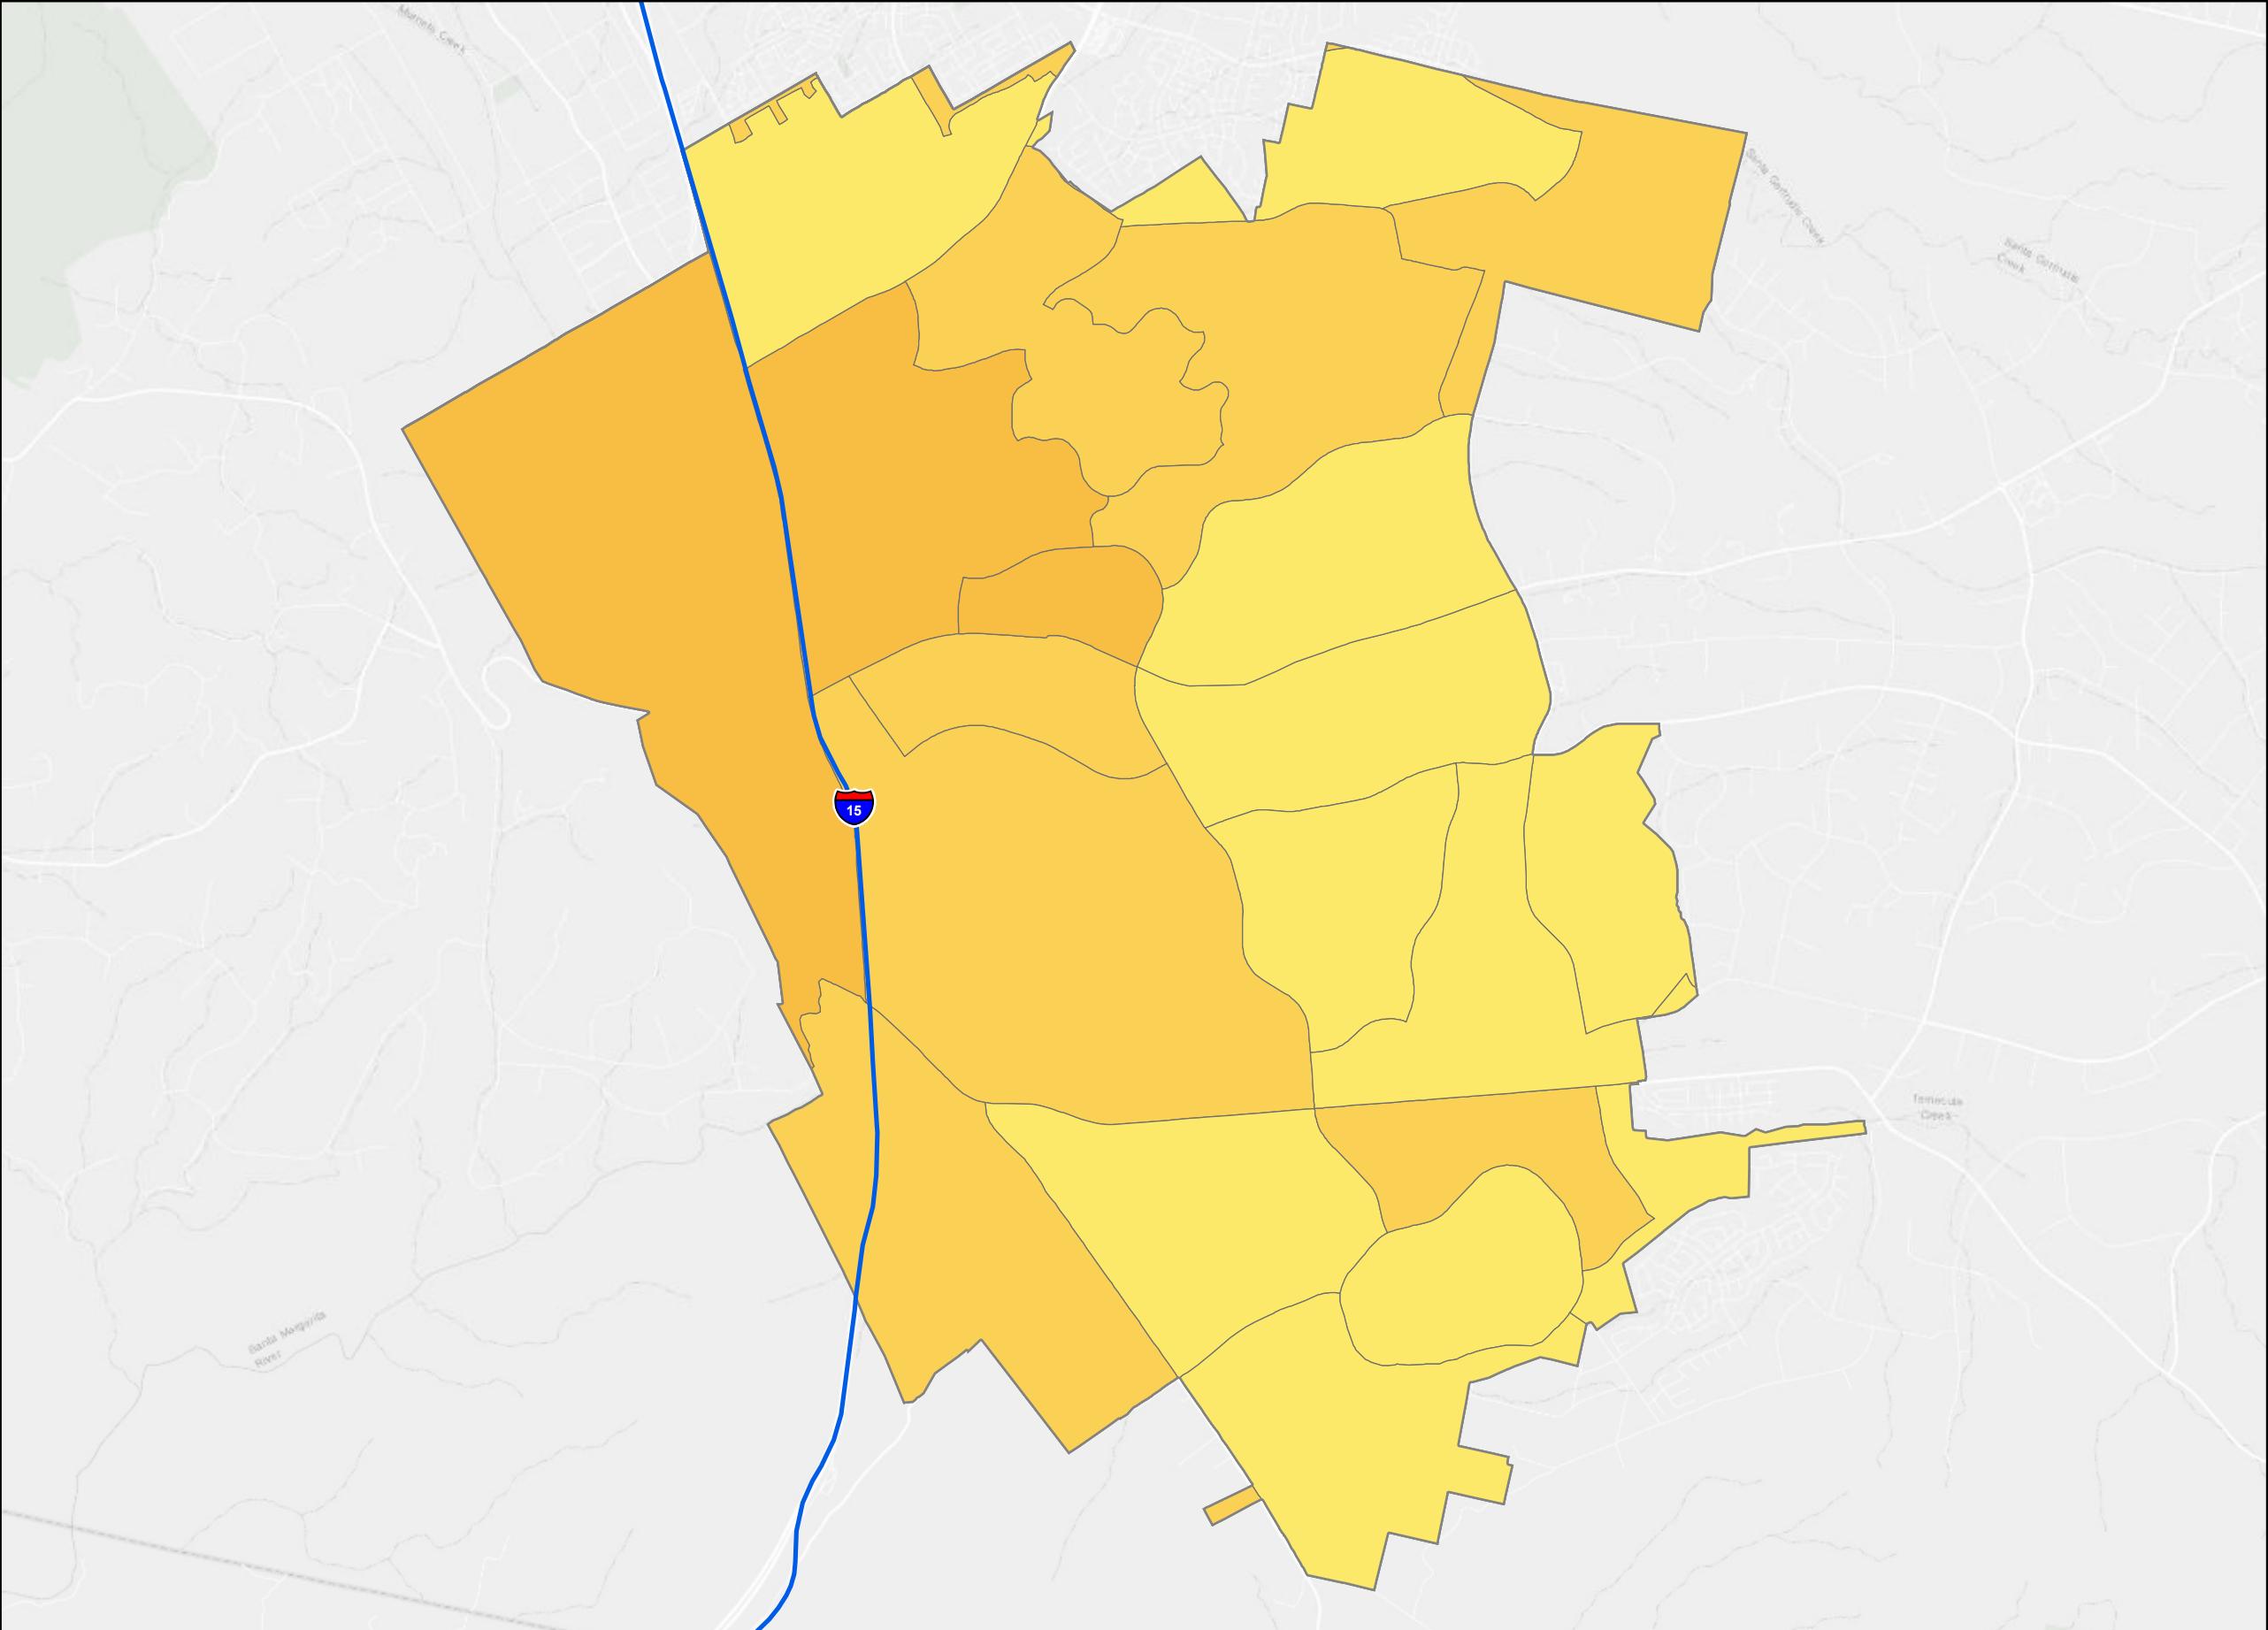 Murrieta Creek
Santa Gertrudis Creek
Santa Gertrudis
Creek
15
Temecula
Creek
Santa Margarita
River